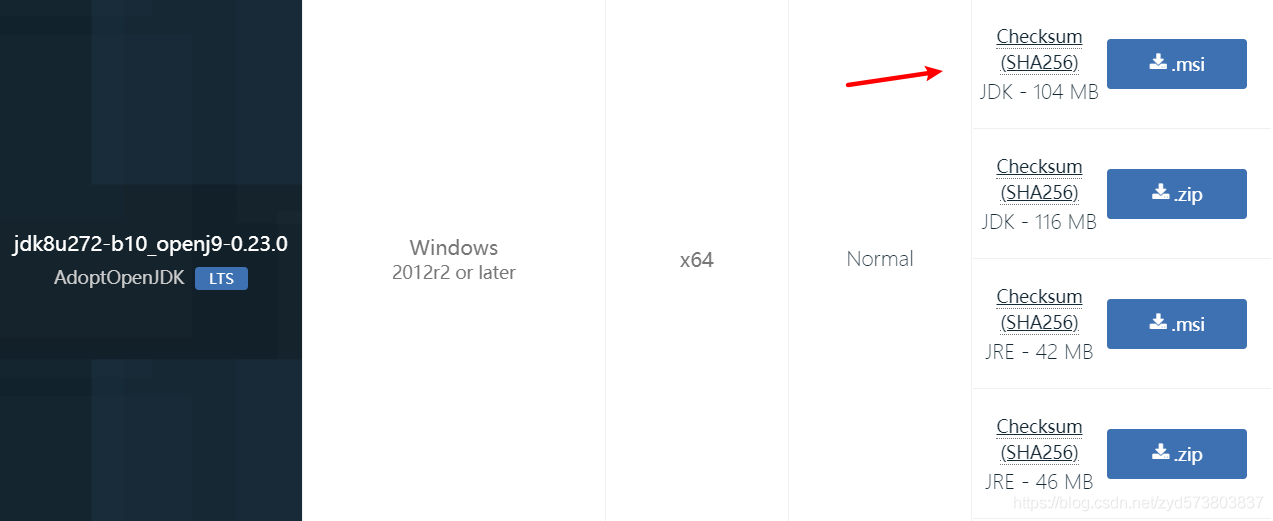 jdk8u272-b10_openj9-0.23.0
AdoptOpenJDK LTS
Windows
2012r2 or later
x64
Normal
Checksum
(SHA256)
JDK - 104 MB
.msi
Checksum
(SHA256)
JDK - 116 MB
.zip
Checksum
(SHA256)
JRE - 42 MB
.msi
Checksum
(SHA256)
JRE - 46 MB
.zip
https://blog.csdn.net/zyd573803837